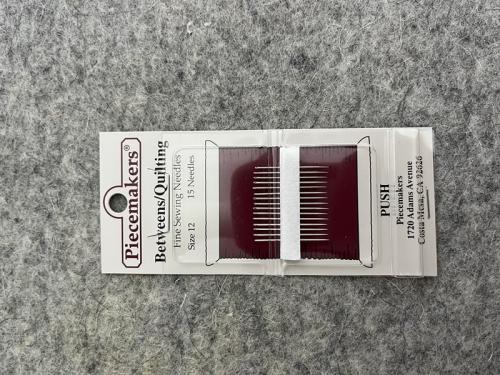 Piecemakers®
Betweens/Quilting
Fine Sewing Needles
Size 12 15 Needles
PUSH
Piecemakers
1720 Adams Avenue
Costa Mesa, CA 92626